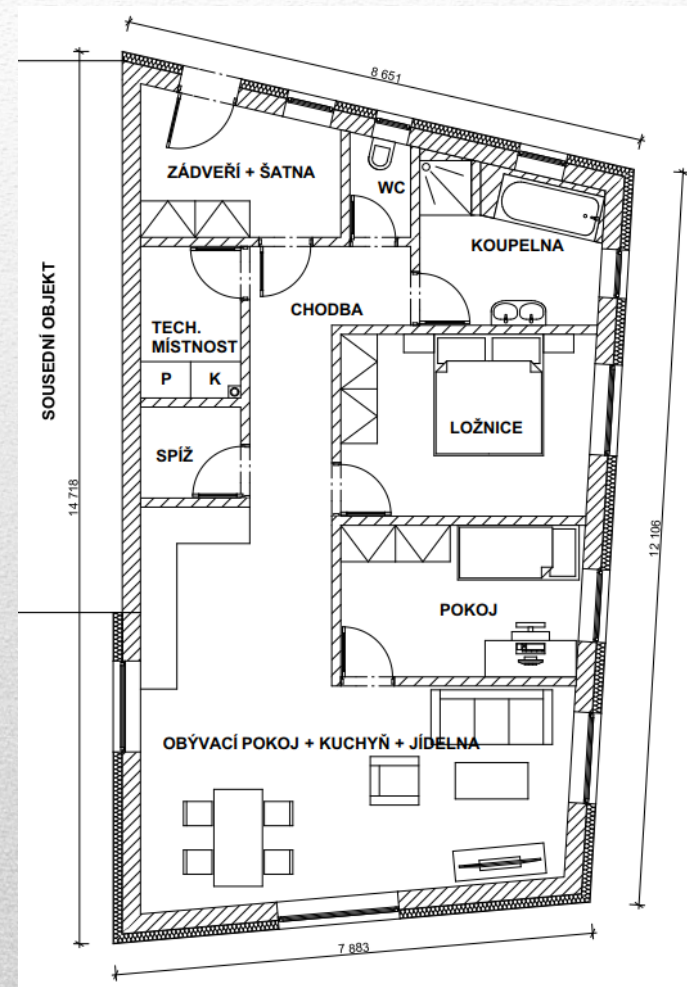 8 651
ZÁDVEŘÍ + ŠATNA
WC
KOUPELNA
SOUSEDNÍ OBJEKT
CHODBA
TECH.
MÍSTNOST
P K
LOŽNICE
SPÍŽ
14 718
12 106
POKOJ
OBÝVACÍ POKOJ + KUCHYŇ + JÍDELNA
7 883